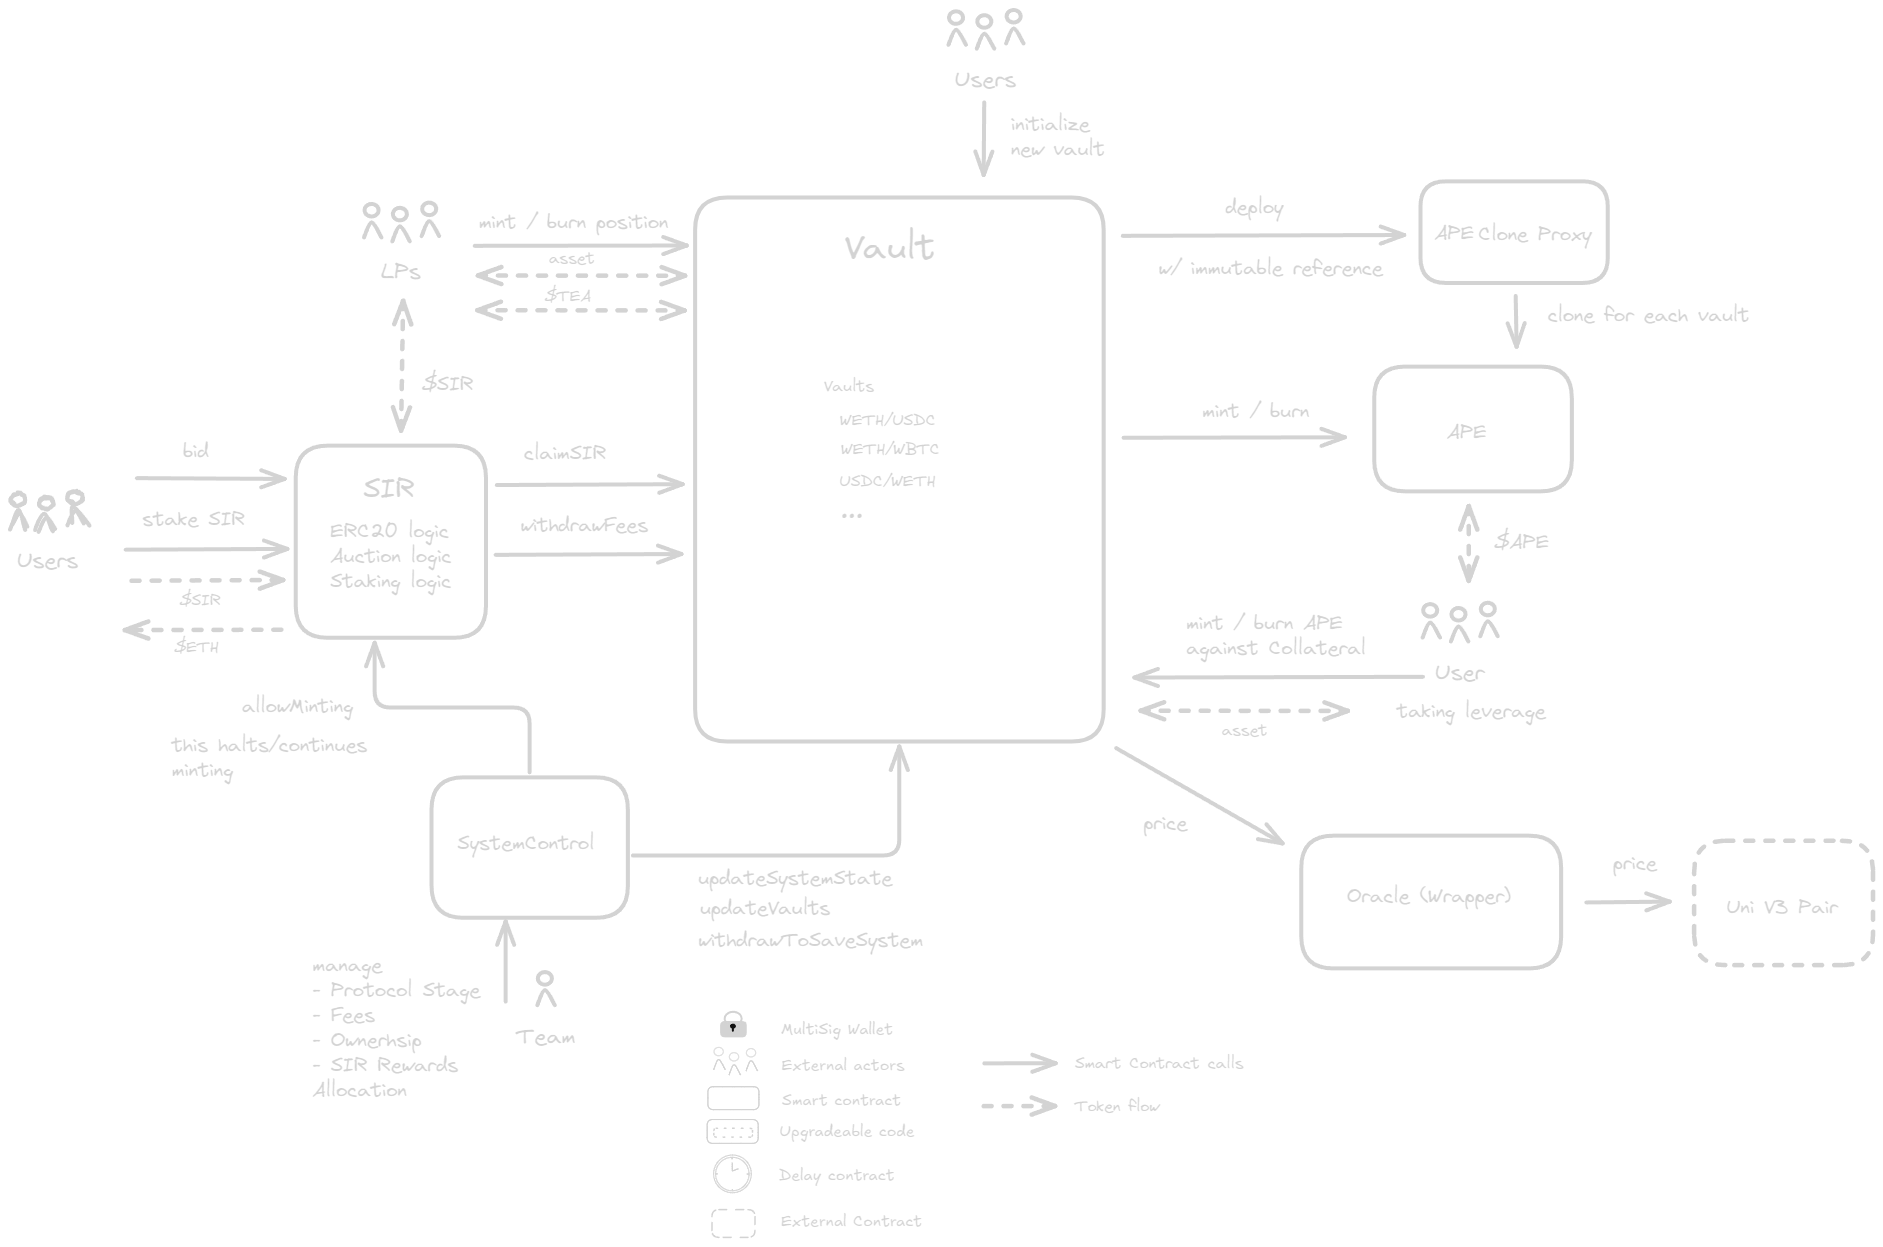 Users
initialize
new vault
LPs
mint / burn position
asset
$TEA
$SIR
Vault
Vaults
WETH/USDC
WETH/WBTC
USDC/WETH
...
deploy
w/ immutable reference
APE Clone Proxy
clone for each vault
mint / burn
APE
$APE
User
taking leverage
mint / burn APE
against Collateral
asset
bid
stake SIR
Users
$SIR
$ETH
SIR
ERC20 logic
Auction logic
Staking logic
claimSIR
withdrawFees
allowMinting
this halts/continues
minting
SystemControl
updateSystemState
updateVaults
withdrawToSaveSystem
price
Oracle (Wrapper)
price
Uni V3 Pair
manage
- Protocol Stage
- Fees
- Ownerhsip
- SIR Rewards
Allocation
Team
MultiSig Wallet
External actors
Smart contract
Upgradeable code
Delay contract
External Contract
Smart Contract calls
Token flow